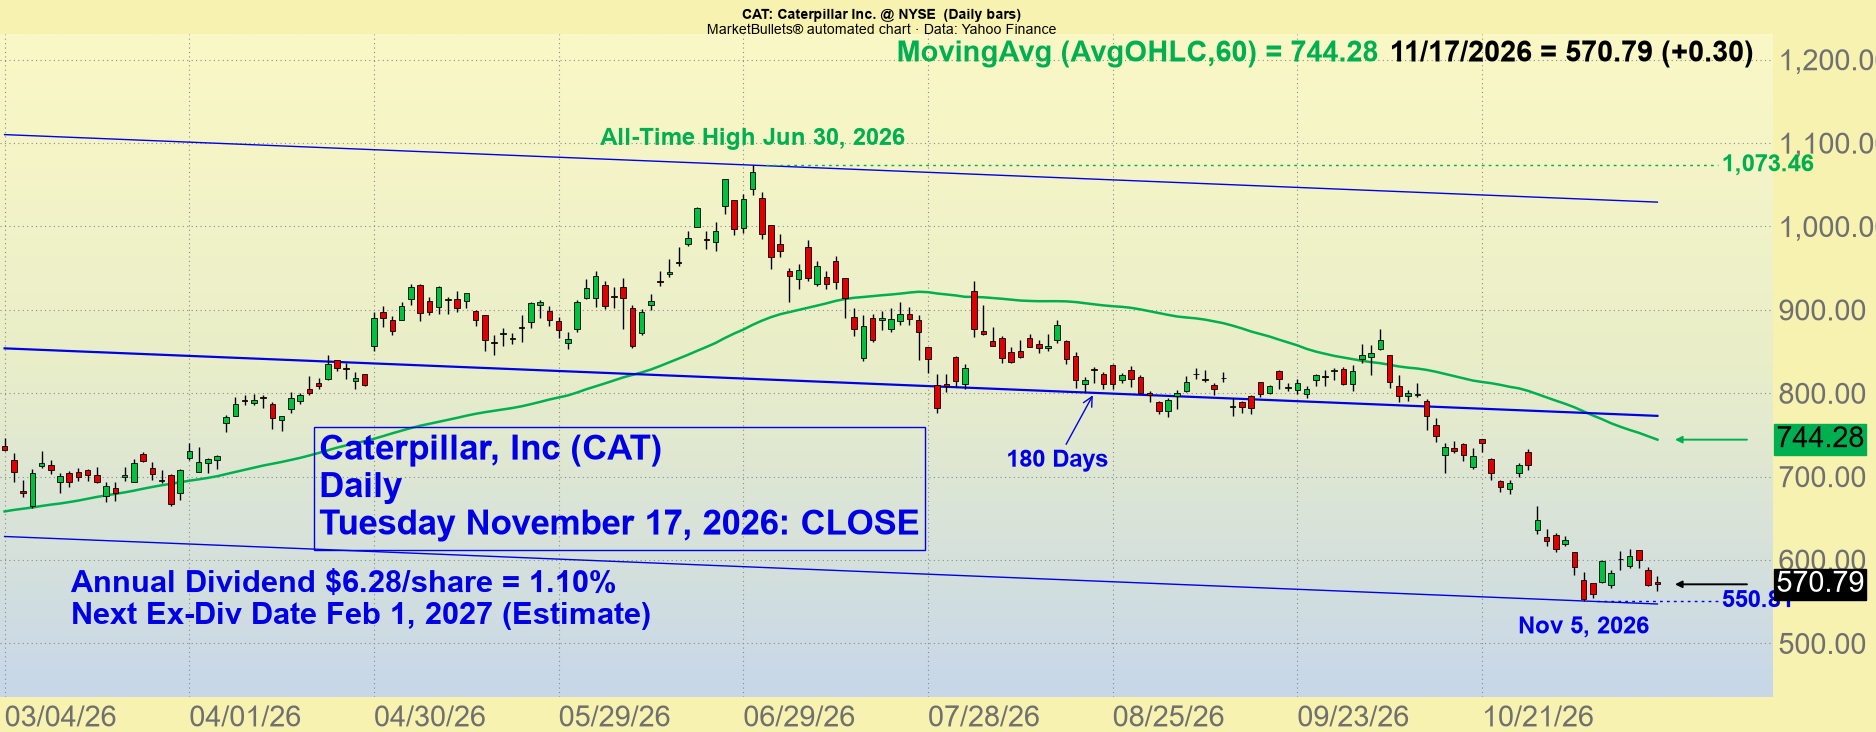 CAT: Caterpillar Inc. @ NYSE (Daily bars)
MarketBullets® automated chart · Data: Yahoo Finance
MovingAvg (AvgOHLC,60) = 744.28 11/17/2026 = 570.79 (+0.30)
1,200.0
All-Time High Jun 30, 2026
1,100.0
1,073.46
1,000.0
900.00
800.00
744.28
180 Days
Caterpillar, Inc (CAT)
Daily
Tuesday November 17, 2026: CLOSE
700.00
600.00
Annual Dividend $6.28/share = 1.10%
Next Ex-Div Date Feb 1, 2027 (Estimate)
570.79
550.81
Nov 5, 2026
500.00
03/04/26 04/01/26 04/30/26 05/29/26 06/29/26 07/28/26 08/25/26 09/23/26 10/21/26